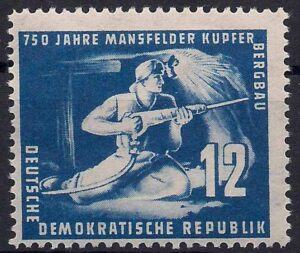 750 JAHRE MANSFELDER KUPFER
BERGBAU
12
DEUTSCHE
DEMOKRATISCHE REPUBLIK